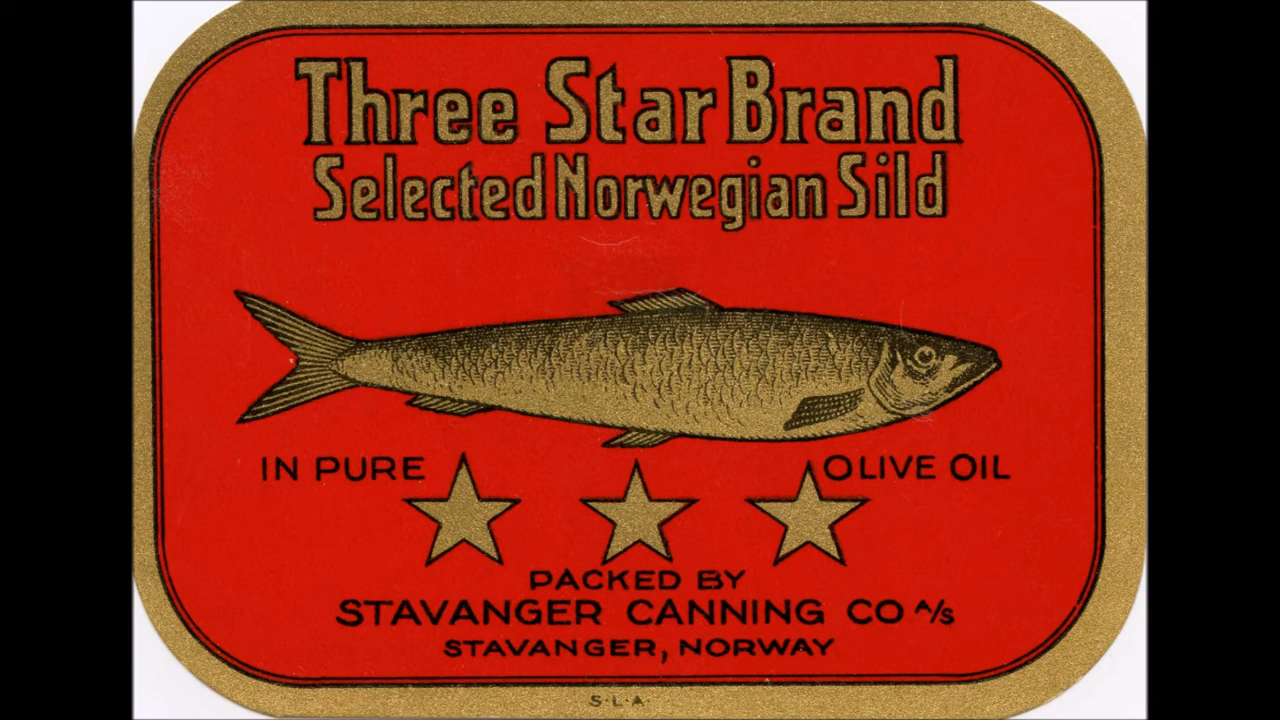 Three Star Brand
Selected Norwegian Sild
IN PURE OLIVE OIL
PACKED BY
STAVANGER CANNING CO A/S
STAVANGER, NORWAY
S·L·A·